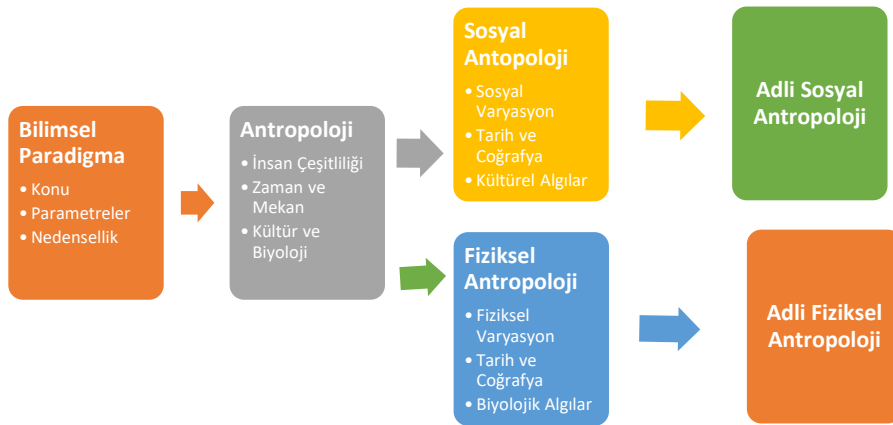 Bilimsel
Paradigma
• Konu
• Parametreler
• Nedensellik
Antropoloji
• İnsan Çeşitliliği
• Zaman ve
Mekan
• Kültür ve
Biyoloji
Sosyal
Antopoloji
• Sosyal
Varyasyon
• Tarih ve
Coğrafya
• Kültürel Algılar
Adli Sosyal
Antropoloji
Fiziksel
Antropoloji
• Fiziksel
Varyasyon
• Tarih ve
Coğrafya
• Biyolojik Algılar
Adli Fiziksel
Antropoloji